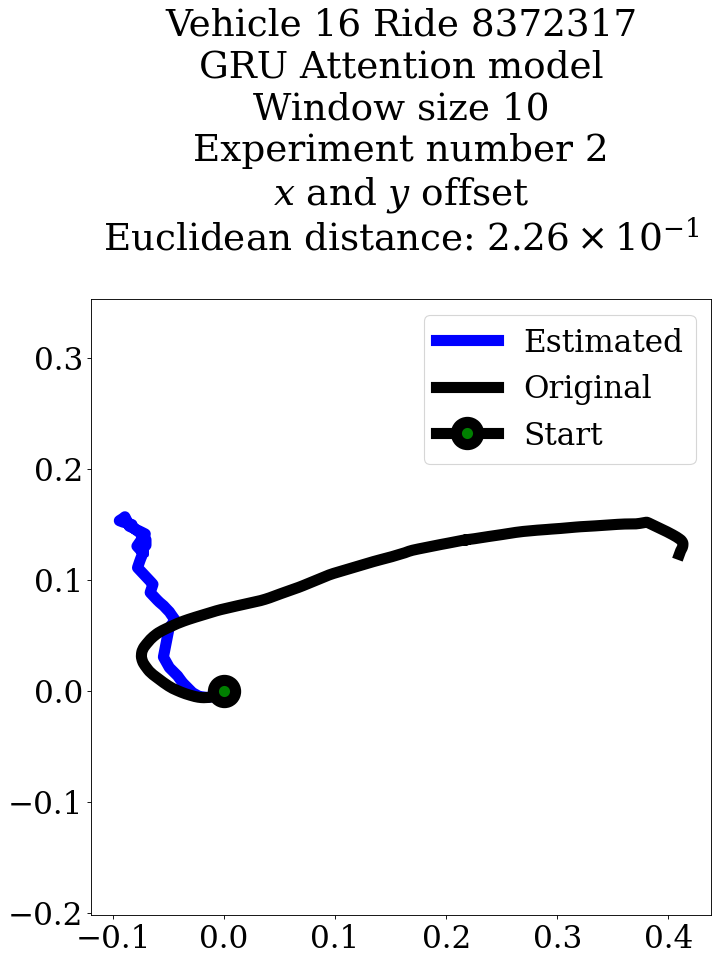 Vehicle 16 Ride 8372317
GRU Attention model
Window size 10
Experiment number 2
x and y offset
Euclidean distance: 2.26 × 10⁻¹
Estimated
Original
Start
0.3
0.2
0.1
0.0
−0.1
−0.2
−0.1 0.0 0.1 0.2 0.3 0.4